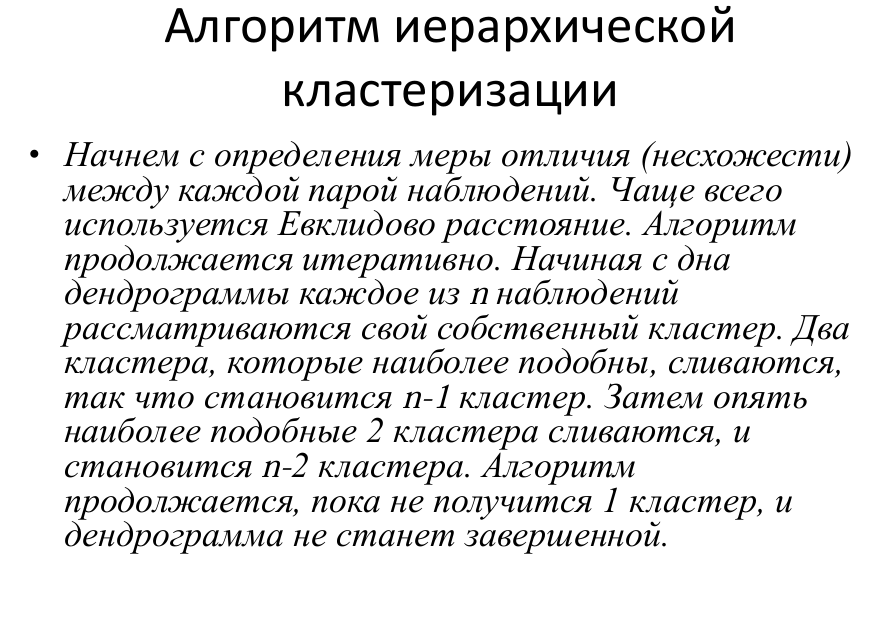 Алгоритм иерархической
кластеризации
• Начнем с определения меры отличия (несхожести)
между каждой парой наблюдений. Чаще всего
используется Евклидово расстояние. Алгоритм
продолжается итеративно. Начиная с дна
дендрограммы каждое из n наблюдений
рассматриваются свой собственный кластер. Два
кластера, которые наиболее подобны, сливаются,
так что становится n-1 кластер. Затем опять
наиболее подобные 2 кластера сливаются, и
становится n-2 кластера. Алгоритм
продолжается, пока не получится 1 кластер, и
дендрограмма не станет завершенной.